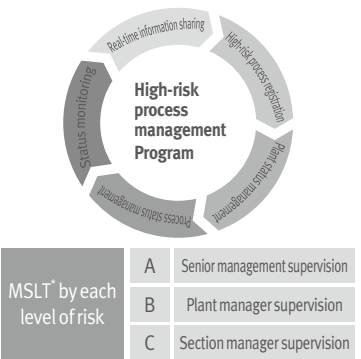 Real-time information sharing
High-risk process registration
Plant status management
Process status management
Status monitoring
High-risk
process
management
Program
MSLT* by each
level of risk
A Senior management supervision
B Plant manager supervision
C Section manager supervision